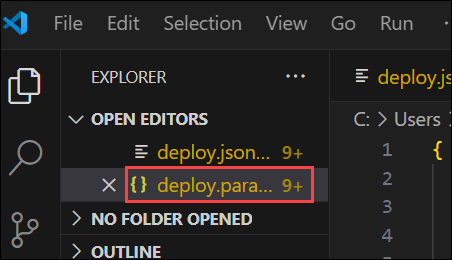 File Edit Selection View Go Run ···
EXPLORER ···
deploy.js
OPEN EDITORS
C: > Users
deploy.json... 9+
{} deploy.para... 9+
NO FOLDER OPENED
OUTLINE
1 {
2
3
4
5